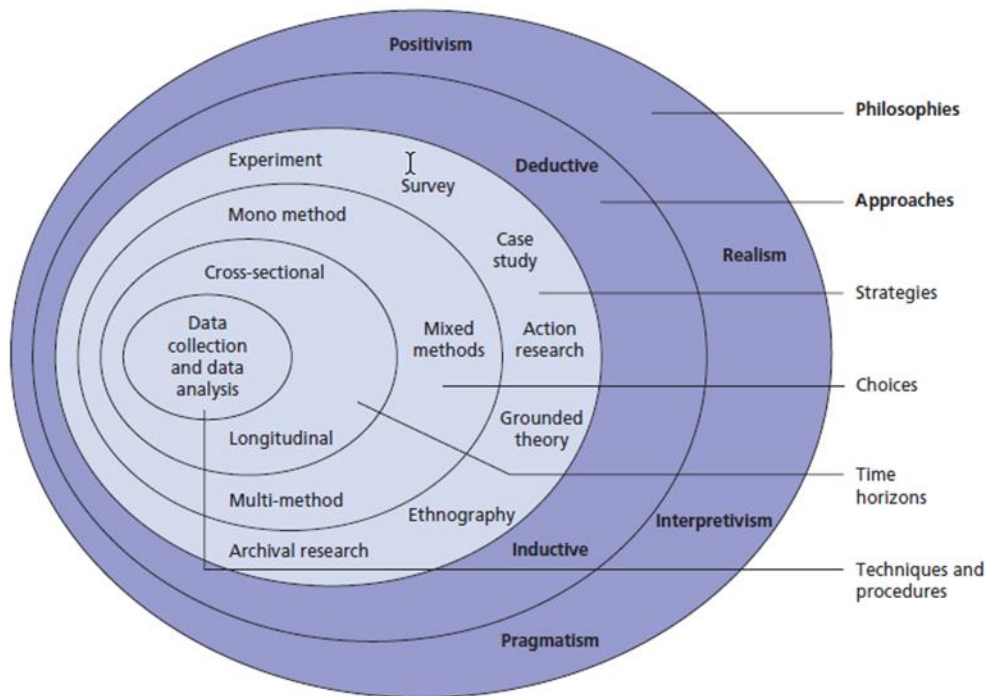 Positivism
Philosophies
Experiment
Survey
Deductive
Approaches
Mono method
Case
study
Realism
Cross-sectional
Strategies
Data
collection
and data
analysis
Mixed
methods
Action
research
Choices
Grounded
theory
Longitudinal
Time
horizons
Multi-method
Ethnography
Interpretivism
Archival research
Inductive
Techniques and
procedures
Pragmatism